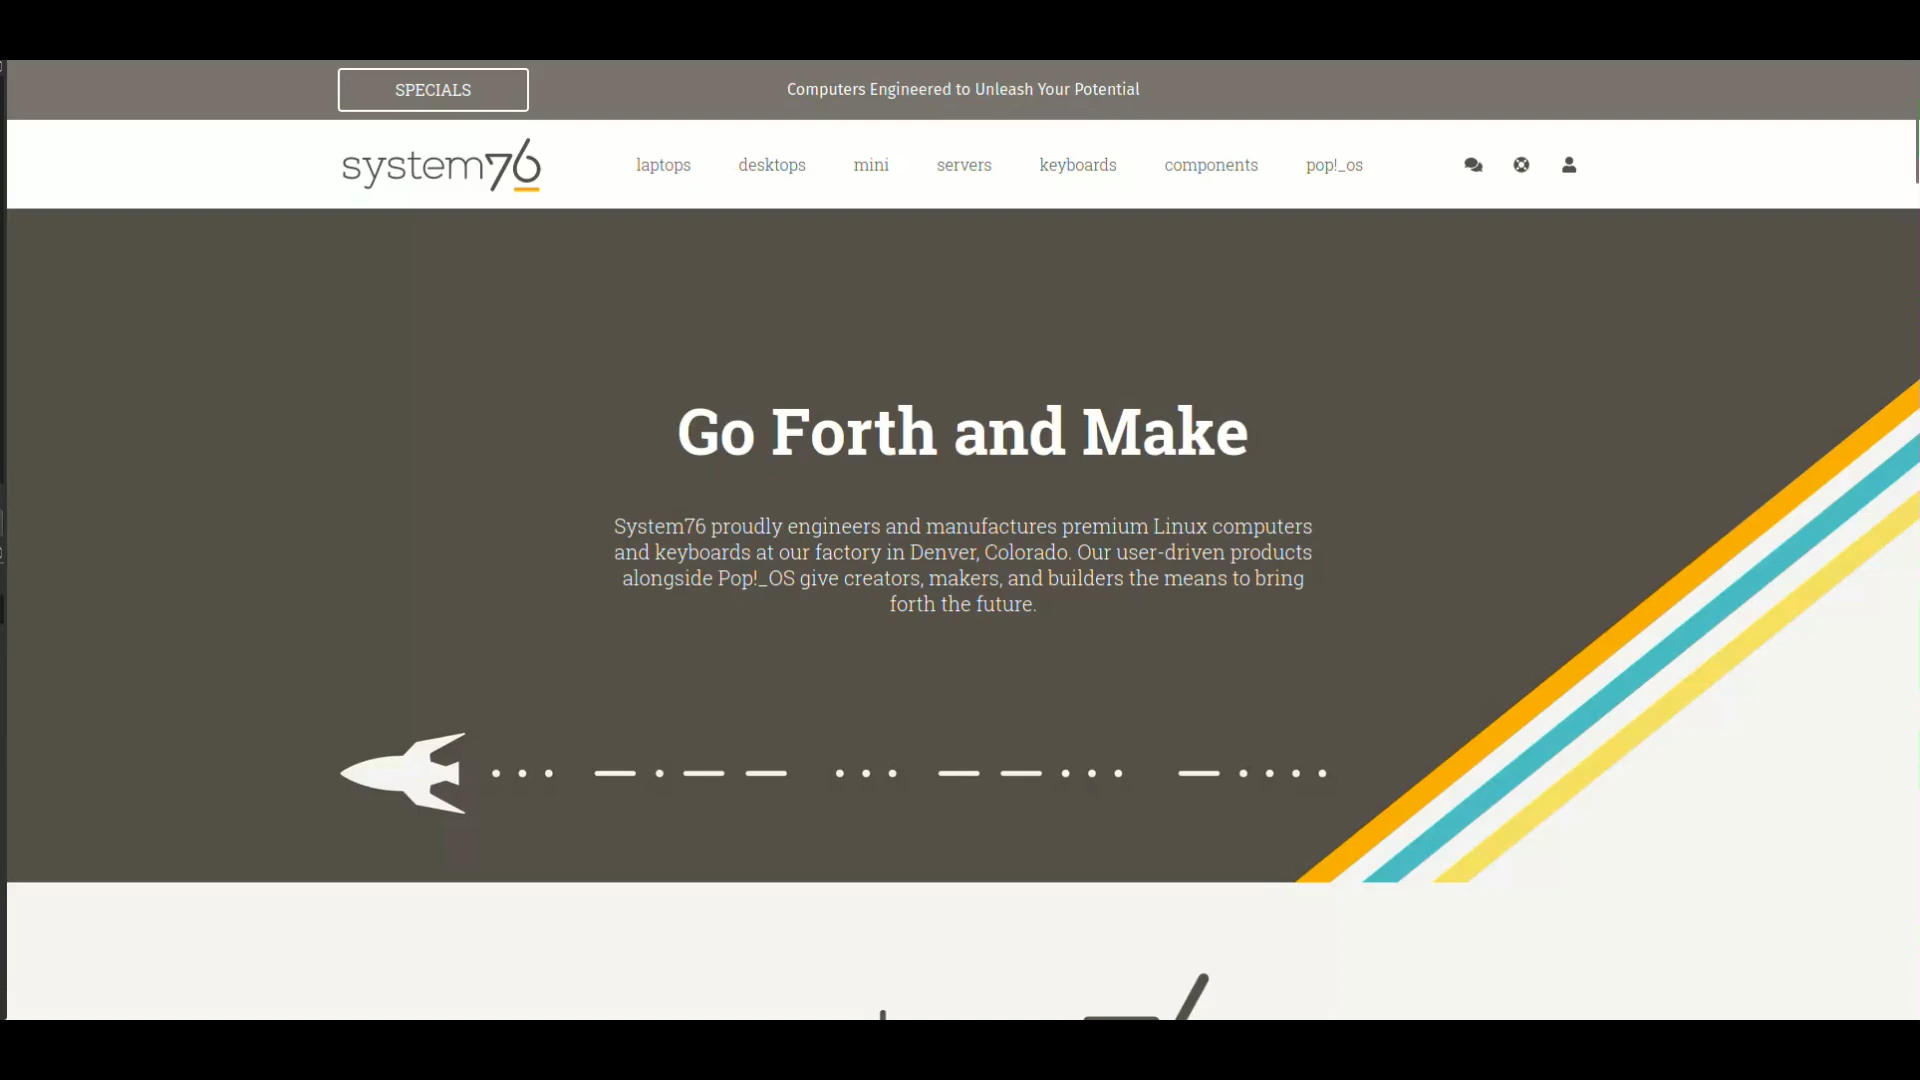 SPECIALS
Computers Engineered to Unleash Your Potential
system76
laptops
desktops
mini
servers
keyboards
components
pop!_os
Go Forth and Make
System76 proudly engineers and manufactures premium Linux computers
and keyboards at our factory in Denver, Colorado. Our user-driven products
alongside Pop!_OS give creators, makers, and builders the means to bring
forth the future.